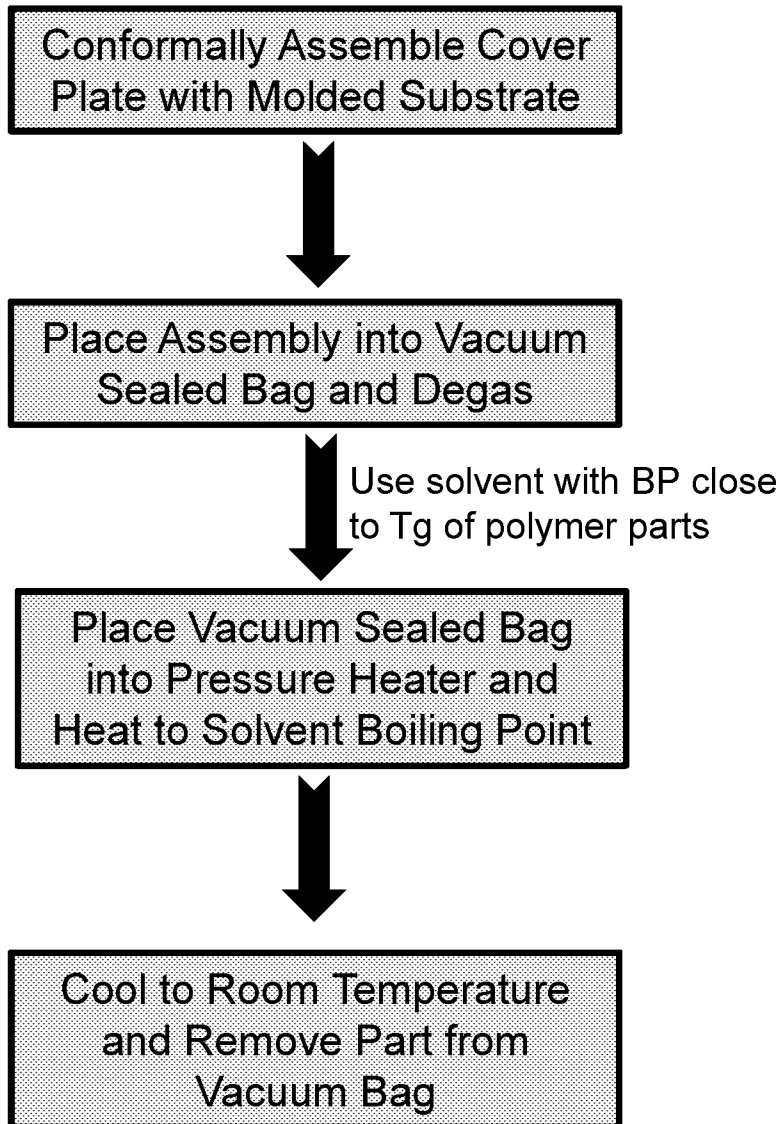 Conformally Assemble Cover
Plate with Molded Substrate
Place Assembly into Vacuum
Sealed Bag and Degas
Use solvent with BP close
to Tg of polymer parts
Place Vacuum Sealed Bag
into Pressure Heater and
Heat to Solvent Boiling Point
Cool to Room Temperature
and Remove Part from
Vacuum Bag